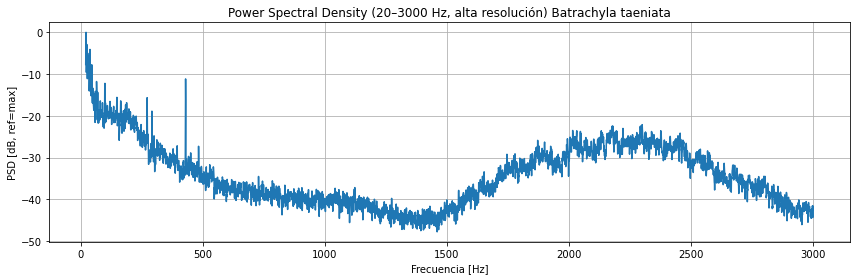 Power Spectral Density (20–3000 Hz, alta resolución) Batrachyla taeniata
PSD [dB, ref=max]
0
−10
−20
−30
−40
−50
0 500 1000 1500 2000 2500 3000
Frecuencia [Hz]